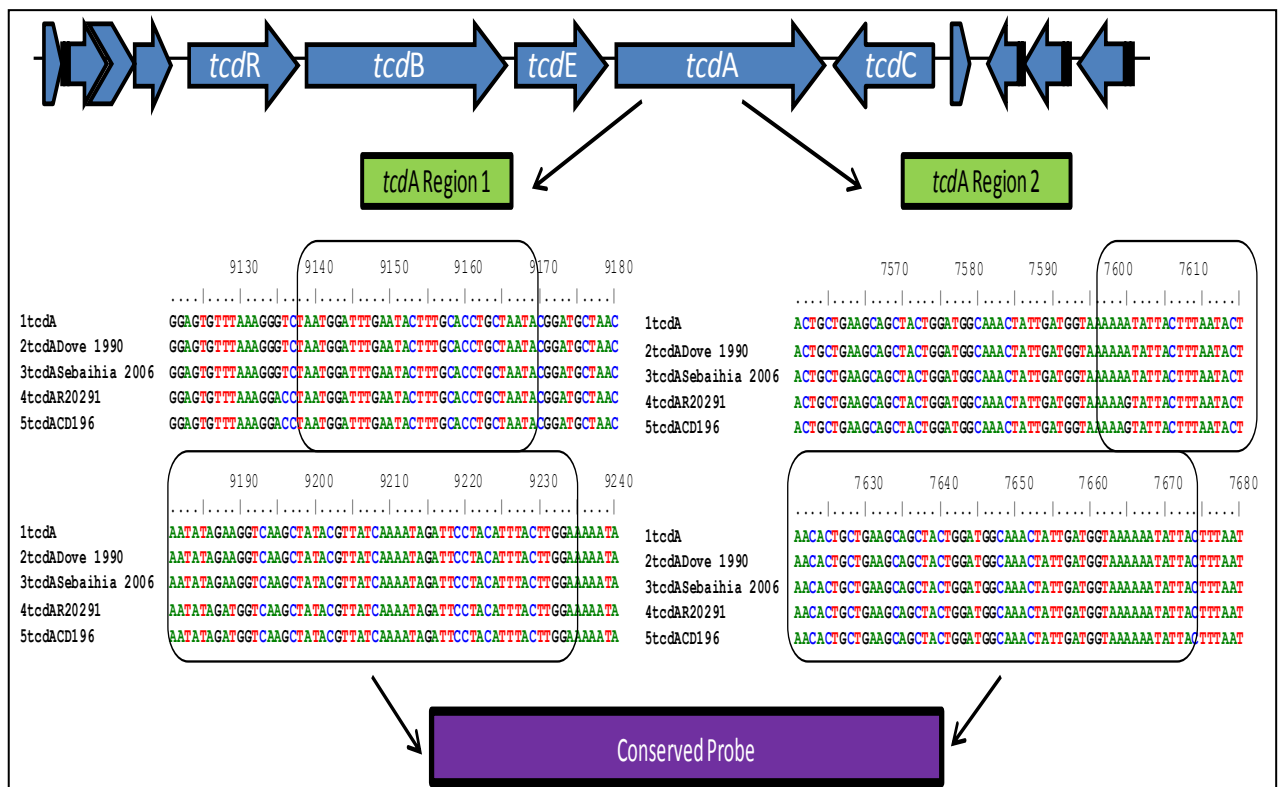 tcdR tcdB tcdE tcdA tcdC
tcdA Region 1
tcdA Region 2
9130 9140 9150 9160 9170 9180
....|....|....|....|....|....|....|....|....|....|....|....|
1tcdA GGAGTGTTTAAAGGGTCTAATGGATTTGAATACTTTGCACCTGCTAATACGGATGCTAAC
2tcdADove 1990 GGAGTGTTTAAAGGGTCTAATGGATTTGAATACTTTGCACCTGCTAATACGGATGCTAAC
3tcdASebaihia 2006 GGAGTGTTTAAAGGGTCTAATGGATTTGAATACTTTGCACCTGCTAATACGGATGCTAAC
4tcdAR20291 GGAGTGTTTAAAGGACCTAATGGATTTGAATACTTTGCACCTGCTAATACGGATGCTAAC
5tcdACD196 GGAGTGTTTAAAGGACCTAATGGATTTGAATACTTTGCACCTGCTAATACGGATGCTAAC
7570 7580 7590 7600 7610
....|....|....|....|....|....|....|....|....|....|....|....|
1tcdA ACTGCTGAAGCAGCTACTGGATGGCAAACTATTGATGGTAAAAAATATTACTTTAATACT
2tcdADove 1990 ACTGCTGAAGCAGCTACTGGATGGCAAACTATTGATGGTAAAAAATATTACTTTAATACT
3tcdASebaihia 2006 ACTGCTGAAGCAGCTACTGGATGGCAAACTATTGATGGTAAAAAATATTACTTTAATACT
4tcdAR20291 ACTGCTGAAGCAGCTACTGGATGGCAAACTATTGATGGTAAAAAGTATTACTTTAATACT
5tcdACD196 ACTGCTGAAGCAGCTACTGGATGGCAAACTATTGATGGTAAAAAGTATTACTTTAATACT
9190 9200 9210 9220 9230 9240
....|....|....|....|....|....|....|....|....|....|....|....|
1tcdA AATATAGAAGGTCAAGCTATACGTTATCAAAATAGATTCCTACATTTACTTGGAAAAATA
2tcdADove 1990 AATATAGAAGGTCAAGCTATACGTTATCAAAATAGATTCCTACATTTACTTGGAAAAATA
3tcdASebaihia 2006 AATATAGAAGGTCAAGCTATACGTTATCAAAATAGATTCCTACATTTACTTGGAAAAATA
4tcdAR20291 AATATAGATGGTCAAGCTATACGTTATCAAAATAGATTCCTACATTTACTTGGAAAAATA
5tcdACD196 AATATAGATGGTCAAGCTATACGTTATCAAAATAGATTCCTACATTTACTTGGAAAAATA
7630 7640 7650 7660 7670 7680
....|....|....|....|....|....|....|....|....|....|....|....|
1tcdA AACACTGCTGAAGCAGCTACTGGATGGCAAACTATTGATGGTAAAAAATATTACTTTAAT
2tcdADove 1990 AACACTGCTGAAGCAGCTACTGGATGGCAAACTATTGATGGTAAAAAATATTACTTTAAT
3tcdASebaihia 2006 AACACTGCTGAAGCAGCTACTGGATGGCAAACTATTGATGGTAAAAAATATTACTTTAAT
4tcdAR20291 AACACTGCTGAAGCAGCTACTGGATGGCAAACTATTGATGGTAAAAAATATTACTTTAAT
5tcdACD196 AACACTGCTGAAGCAGCTACTGGATGGCAAACTATTGATGGTAAAAAATATTACTTTAAT
Conserved Probe